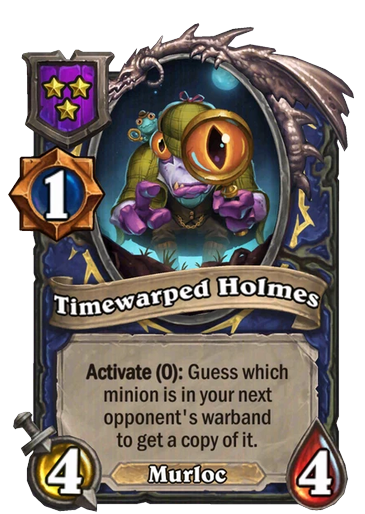 1
Timewarped Holmes
Activate (0): Guess which
minion is in your next
opponent's warband
to get a copy of it.
4
Murloc
4